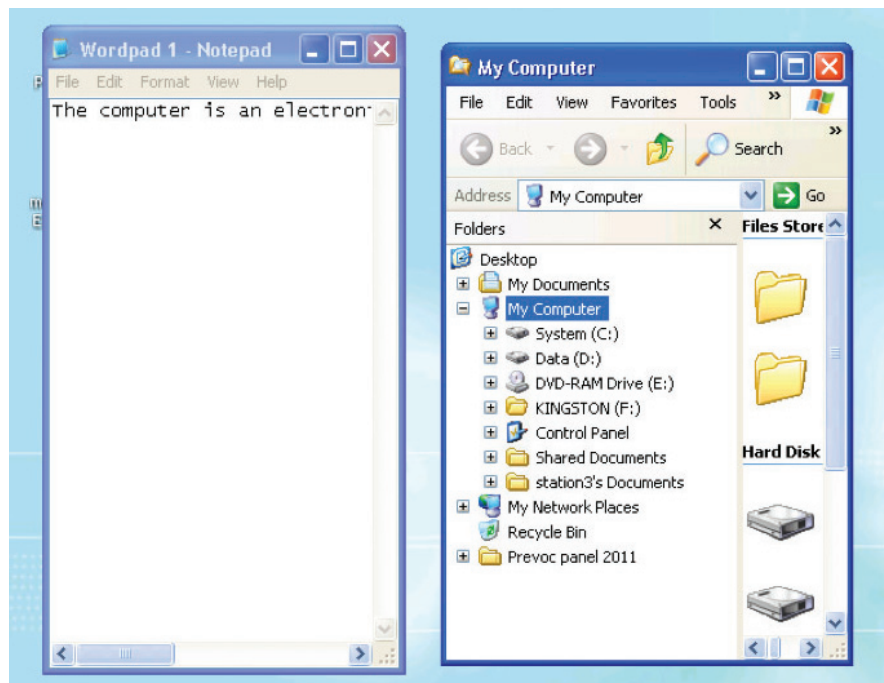 Wordpad 1 - Notepad
File Edit Format View Help
The computer is an electron
My Computer
File Edit View Favorites Tools »
Back Search »
Address My Computer Go
Folders × Files Store
Desktop
My Documents
My Computer
System (C:)
Data (D:)
DVD-RAM Drive (E:)
KINGSTON (F:)
Control Panel
Shared Documents
Hard Disk
station3's Documents
My Network Places
Recycle Bin
Prevoc panel 2011